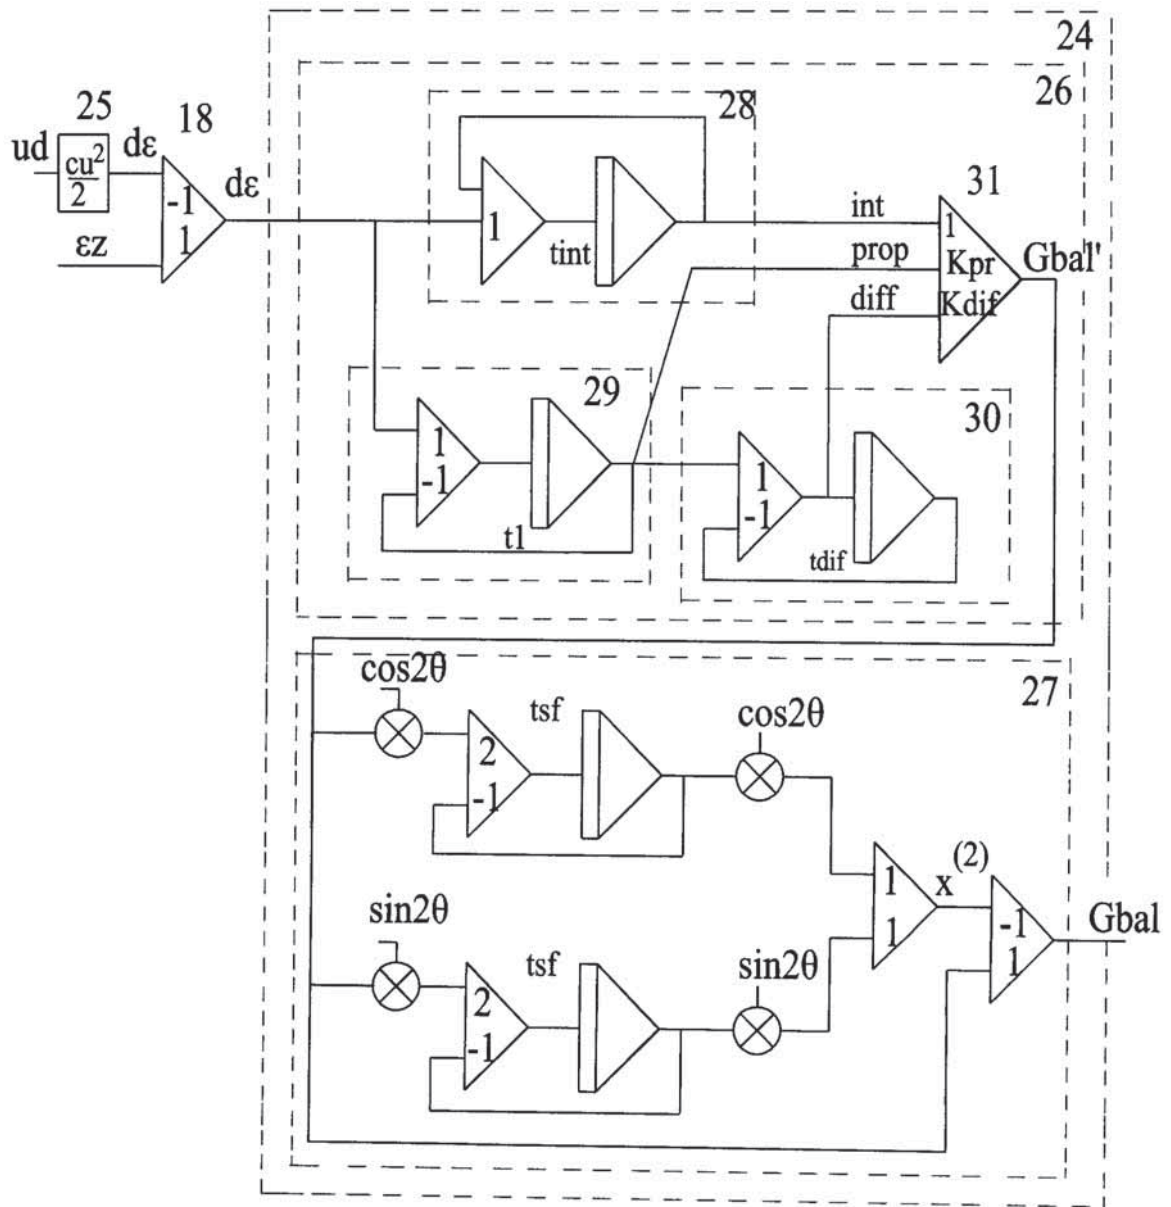 24
26
28
25
18
ud
cu²
2
dε
-1
1
dε
εz
1
tint
int
prop
diff
31
1
Kpr
Kdif
Gbal'
29
1
-1
t1
30
1
-1
tdif
27
cos2θ
2
-1
tsf
cos2θ
sin2θ
2
-1
tsf
sin2θ
1
1
x (2)
-1
1
Gbal